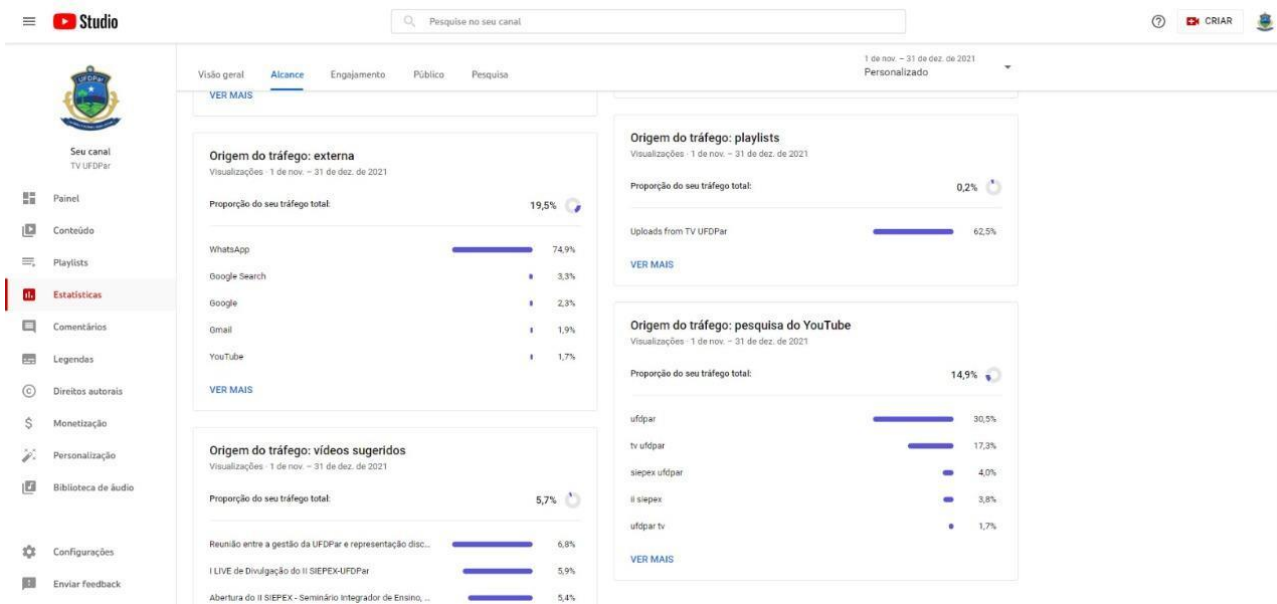 Studio
Pesquise no seu canal
CRIAR
UFDPar
Seu canal
TV UFDPar
Painel
Conteúdo
Playlists
Estatísticas
Comentários
Legendas
Direitos autorais
Monetização
Personalização
Biblioteca de áudio
Configurações
Enviar feedback
Visão geral Alcance Engajamento Público Pesquisa
1 de nov. – 31 de dez. de 2021
Personalizado
VER MAIS
Origem do tráfego: externa
Visualizações · 1 de nov. – 31 de dez. de 2021
Proporção do seu tráfego total: 19,5%
WhatsApp 74,9%
Google Search 3,3%
Google 2,3%
Gmail 1,9%
YouTube 1,7%
VER MAIS
Origem do tráfego: vídeos sugeridos
Visualizações · 1 de nov. – 31 de dez. de 2021
Proporção do seu tráfego total: 5,7%
Reunião entre a gestão da UFDPar e representação disc... 6,8%
I LIVE de Divulgação do II SIEPEX-UFDPar 5,9%
Abertura do II SIEPEX - Seminário Integrador de Ensino, ... 5,4%
Origem do tráfego: playlists
Visualizações · 1 de nov. – 31 de dez. de 2021
Proporção do seu tráfego total: 0,2%
Uploads from TV UFDPar 62,5%
VER MAIS
Origem do tráfego: pesquisa do YouTube
Visualizações · 1 de nov. – 31 de dez. de 2021
Proporção do seu tráfego total: 14,9%
ufdpar 30,5%
tv ufdpar 17,3%
siepex ufdpar 4,0%
ii siepex 3,8%
ufdpar tv 1,7%
VER MAIS